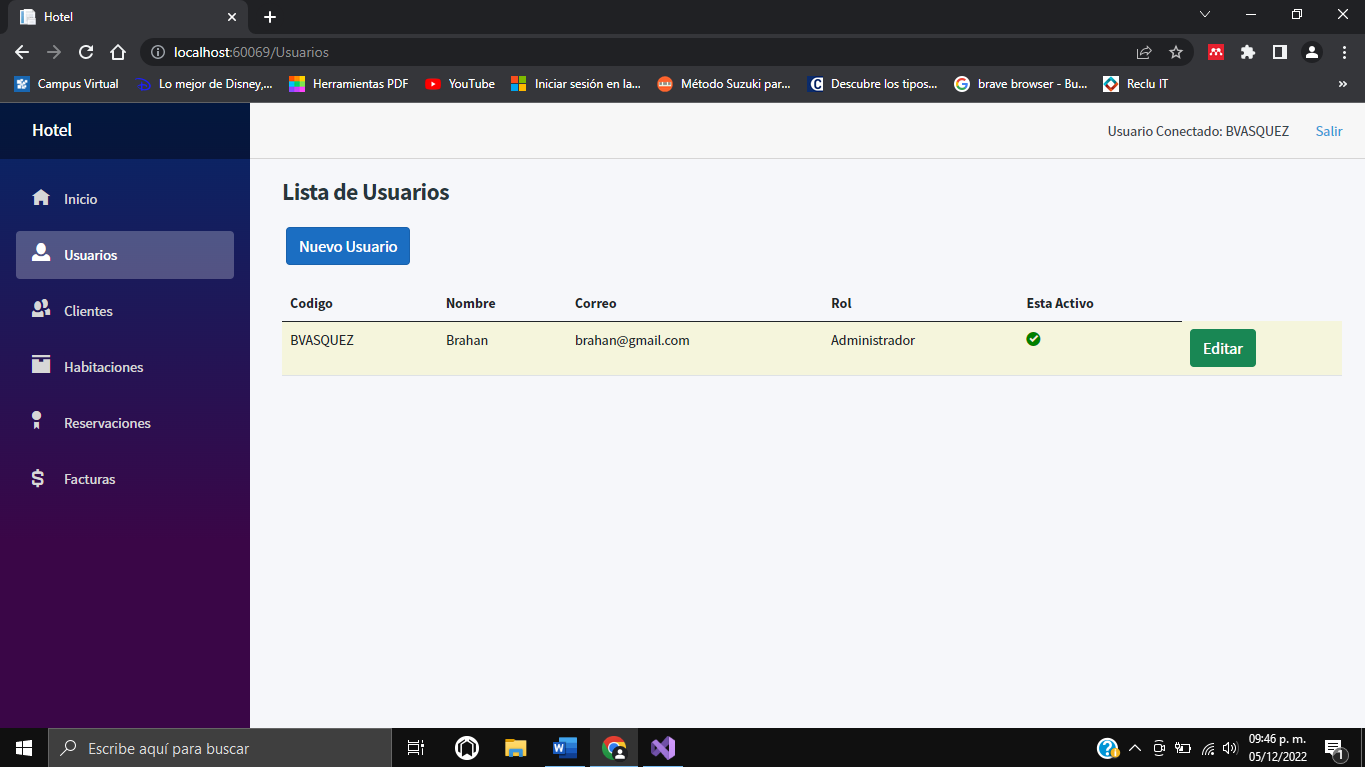 Hotel
localhost:60069/Usuarios
Campus Virtual
Lo mejor de Disney,...
Herramientas PDF
YouTube
Iniciar sesión en la...
Método Suzuki par...
Descubre los tipos...
brave browser - Bu...
Reclu IT
»
Hotel
Usuario Conectado: BVASQUEZ Salir
Inicio
Usuarios
Clientes
Habitaciones
Reservaciones
Facturas
Lista de Usuarios
Nuevo Usuario
Codigo Nombre Correo Rol Esta Activo
BVASQUEZ Brahan brahan@gmail.com Administrador Editar
Escribe aquí para buscar
09:46 p. m.
05/12/2022
1